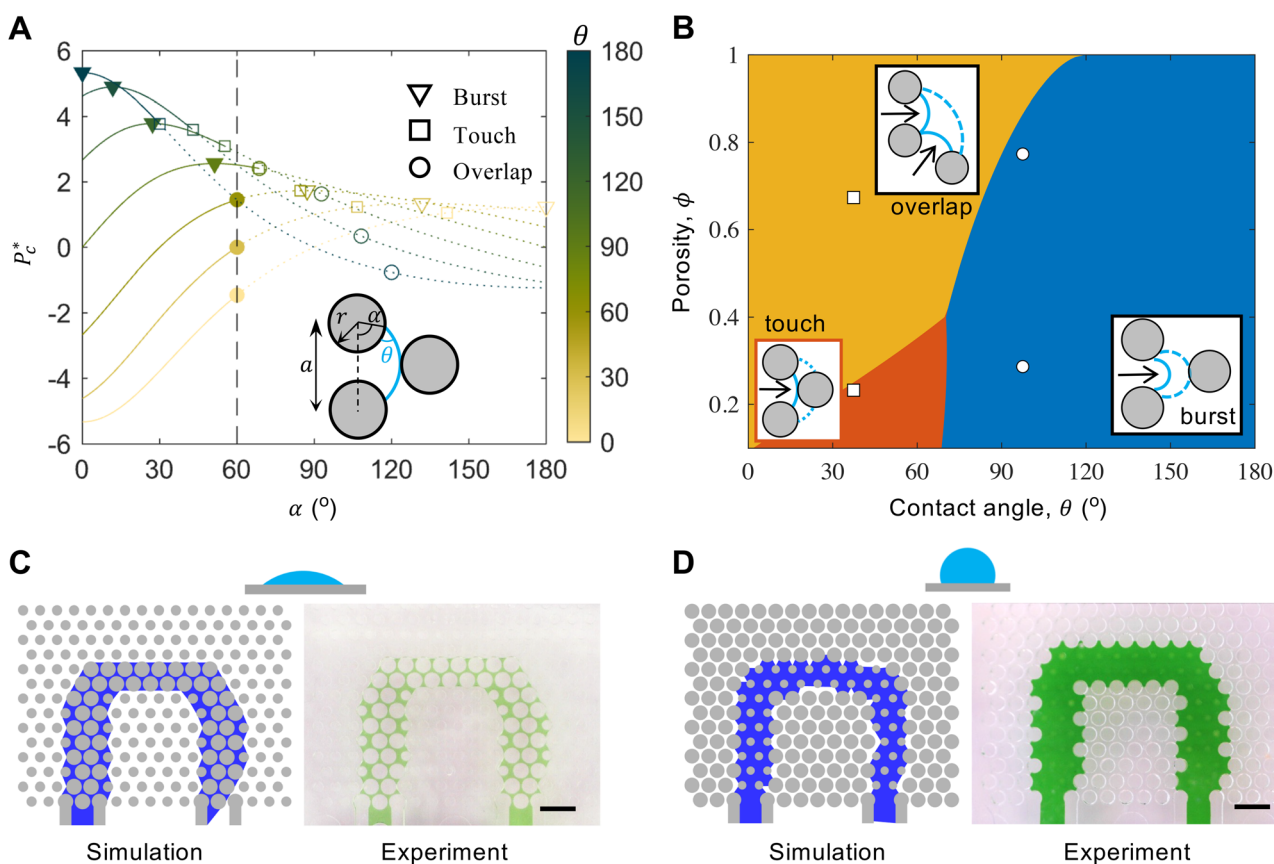 A
θ
6
4
2
0
-2
-4
-6
P*c
0
30
60
90
120
150
180
α (°)
180
150
120
90
60
30
0
Burst
Touch
Overlap
r
α
θ
a
B
1
0.8
0.6
0.4
0.2
Porosity, ϕ
0
30
60
90
120
150
180
Contact angle, θ (°)
overlap
touch
burst
C
Simulation
Experiment
D
Simulation
Experiment